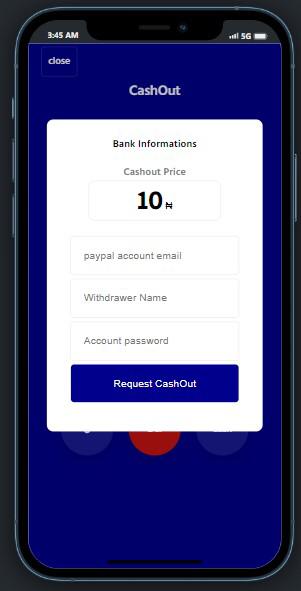 3:45 AM
5G
close
CashOut
Bank Informations
Cashout Price
10 ₦
paypal account email
Withdrawer Name
Account password
Request CashOut